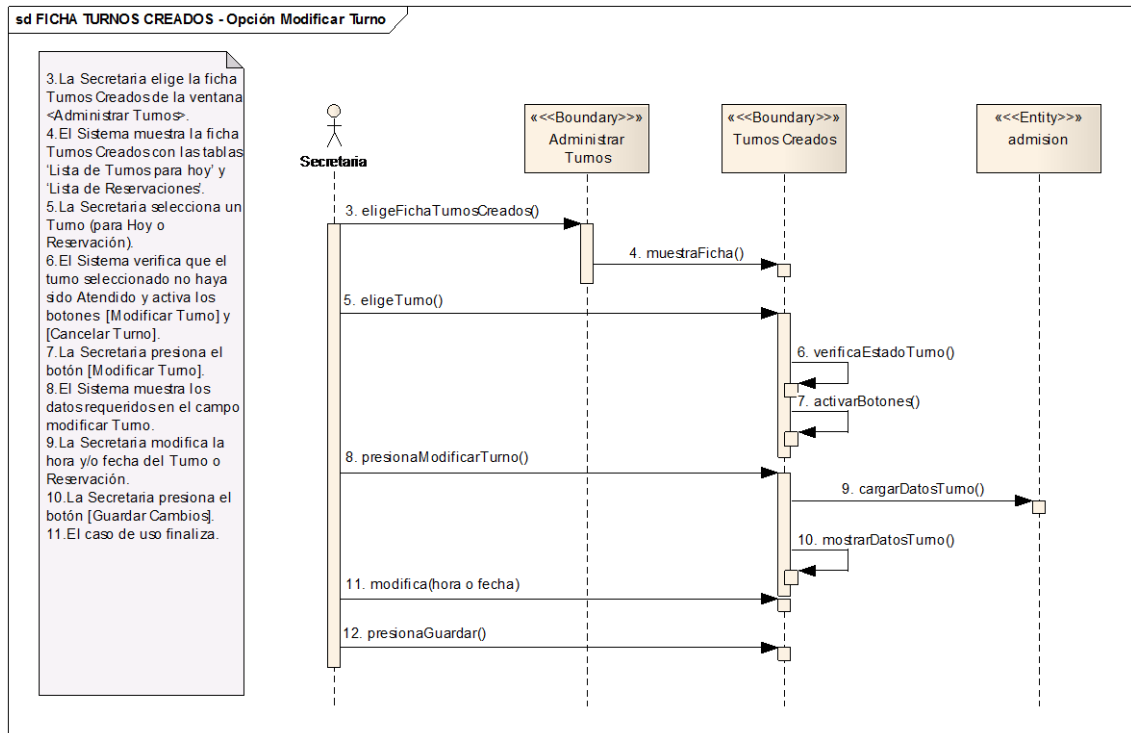 sd FICHA TURNOS CREADOS - Opción Modificar Turno
3.La Secretaria elige la ficha
Turnos Creados de la ventana
<Administrar Turnos>.
4.El Sistema muestra la ficha
Turnos Creados con las tablas
'Lista de Turnos para hoy' y
'Lista de Reservaciones'.
5.La Secretaria selecciona un
Turno (para Hoy o
Reservación).
6.El Sistema verifica que el
turno seleccionado no haya
sido Atendido y activa los
botones [Modificar Turno] y
[Cancelar Turno].
7.La Secretaria presiona el
botón [Modificar Turno].
8.El Sistema muestra los
datos requeridos en el campo
modificar Turno.
9.La Secretaria modifica la
hora y/o fecha del Turno o
Reservación.
10.La Secretaria presiona el
botón [Guardar Cambios].
11.El caso de uso finaliza.
Secretaria
«<<Boundary>>»
Administrar
Turnos
«<<Boundary>>»
Turnos Creados
«<<Entity>>»
admision
3. eligeFichaTurnosCreados()
4. muestraFicha()
5. eligeTurno()
6. verificaEstadoTurno()
7. activarBotones()
8. presionaModificarTurno()
9. cargarDatosTurno()
10. mostrarDatosTurno()
11. modifica(hora o fecha)
12. presionaGuardar()